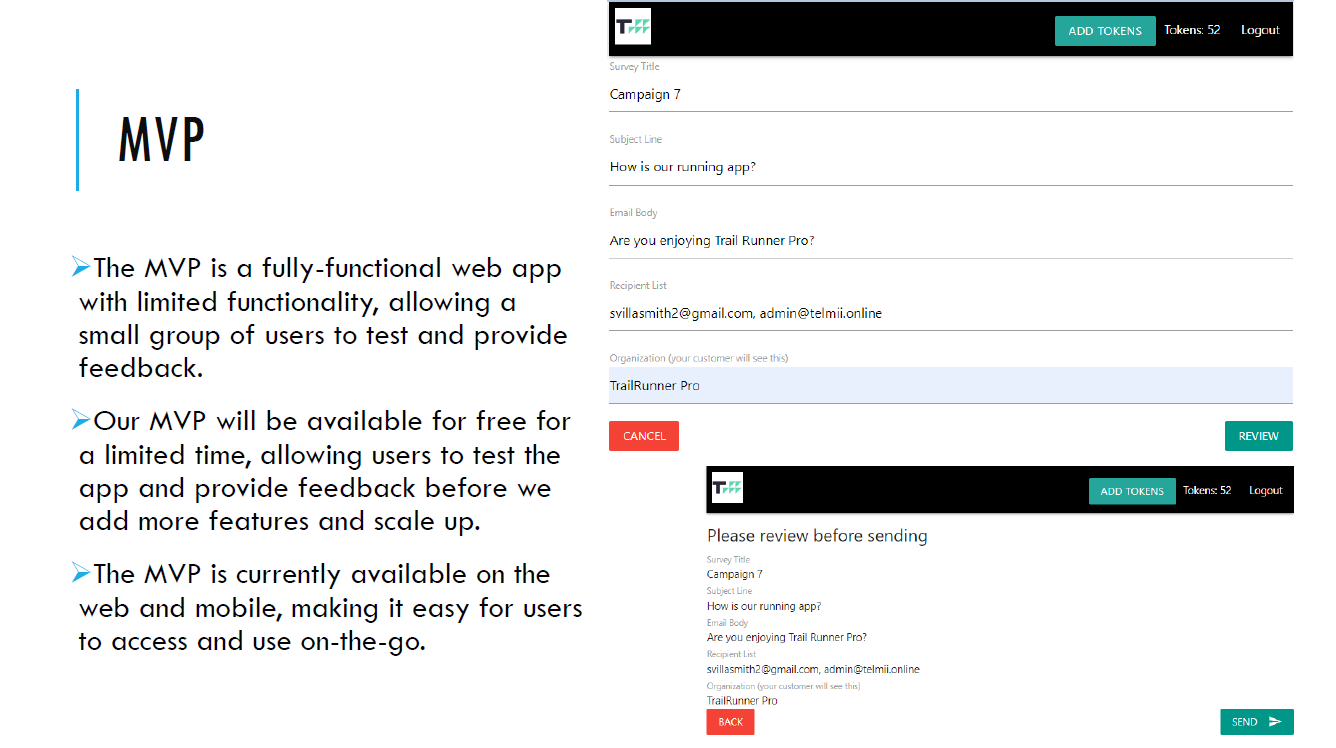 MVP
The MVP is a fully-functional web app
with limited functionality, allowing a
small group of users to test and provide
feedback.
Our MVP will be available for free for
a limited time, allowing users to test the
app and provide feedback before we
add more features and scale up.
The MVP is currently available on the
web and mobile, making it easy for users
to access and use on-the-go.
T
ADD TOKENS Tokens: 52 Logout
Survey Title
Campaign 7
Subject Line
How is our running app?
Email Body
Are you enjoying Trail Runner Pro?
Recipient List
svillasmith2@gmail.com, admin@telmii.online
Organization (your customer will see this)
TrailRunner Pro
CANCEL REVIEW
T
ADD TOKENS Tokens: 52 Logout
Please review before sending
Survey Title
Campaign 7
Subject Line
How is our running app?
Email Body
Are you enjoying Trail Runner Pro?
Recipient List
svillasmith2@gmail.com, admin@telmii.online
Organization (your customer will see this)
TrailRunner Pro
BACK SEND